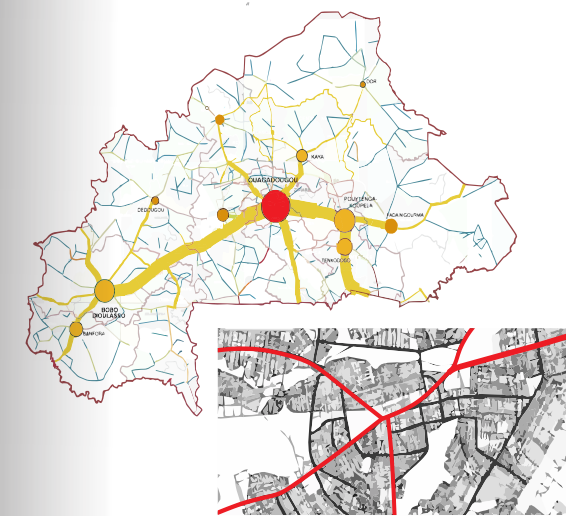 DORI
KAYA
OUAGADOUGOU
DEDOUGOU
POUYTENGA
KOUPELA
FADA N'GOURMA
TENKODOGO
BOBO
DIOULASSO
BANFORA